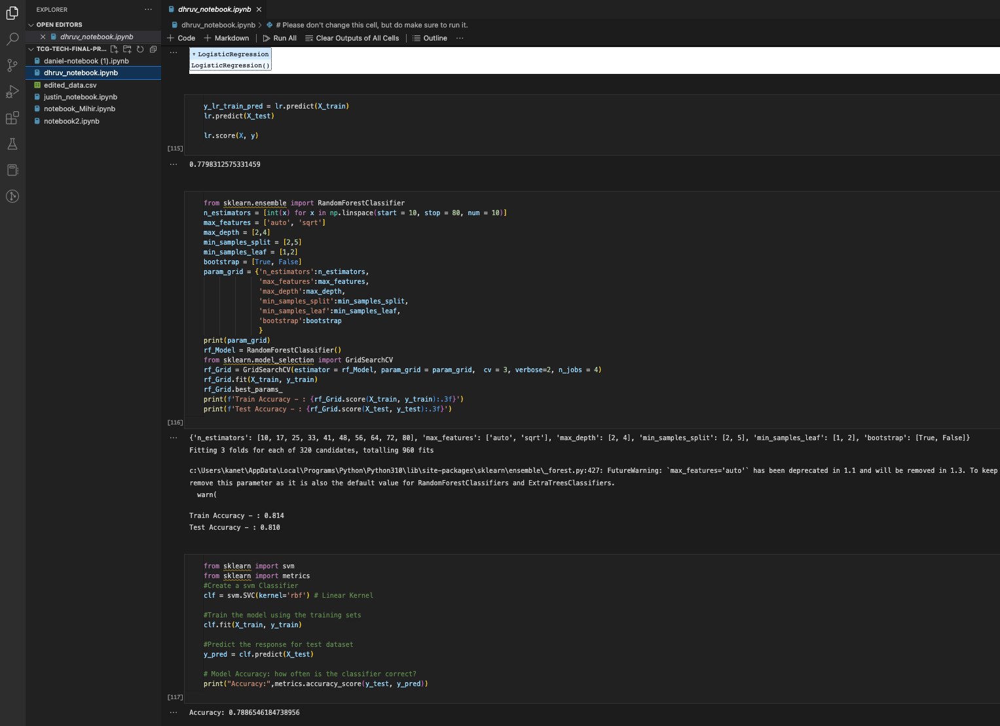 EXPLORER
OPEN EDITORS
dhruv_notebook.ipynb
TCG-TECH-FINAL-PR...
daniel-notebook (1).ipynb
dhruv_notebook.ipynb
edited_data.csv
justin_notebook.ipynb
notebook_Mihir.ipynb
notebook2.ipynb
dhruv_notebook.ipynb
dhruv_notebook.ipynb > # Please don't change this cell, but do make sure to run it.
+ Code + Markdown Run All Clear Outputs of All Cells Outline ...
LogisticRegression
LogisticRegression()
y_lr_train_pred = lr.predict(X_train)
lr.predict(X_test)
lr.score(X, y)
[115]
0.7798312575331459
from sklearn.ensemble import RandomForestClassifier
n_estimators = [int(x) for x in np.linspace(start = 10, stop = 80, num = 10)]
max_features = ['auto', 'sqrt']
max_depth = [2,4]
min_samples_split = [2,5]
min_samples_leaf = [1,2]
bootstrap = [True, False]
param_grid = {'n_estimators':n_estimators,
'max_features':max_features,
'max_depth':max_depth,
'min_samples_split':min_samples_split,
'min_samples_leaf':min_samples_leaf,
'bootstrap':bootstrap
}
print(param_grid)
rf_Model = RandomForestClassifier()
from sklearn.model_selection import GridSearchCV
rf_Grid = GridSearchCV(estimator = rf_Model, param_grid = param_grid,  cv = 3, verbose=2, n_jobs = 4)
rf_Grid.fit(X_train, y_train)
rf_Grid.best_params_
print(f'Train Accuracy - : {rf_Grid.score(X_train, y_train):.3f}')
print(f'Test Accuracy - : {rf_Grid.score(X_test, y_test):.3f}')
[116]
{'n_estimators': [10, 17, 25, 33, 41, 48, 56, 64, 72, 80], 'max_features': ['auto', 'sqrt'], 'max_depth': [2, 4], 'min_samples_split': [2, 5], 'min_samples_leaf': [1, 2], 'bootstrap': [True, False]}
Fitting 3 folds for each of 320 candidates, totalling 960 fits
c:\Users\kanet\AppData\Local\Programs\Python\Python310\lib\site-packages\sklearn\ensemble\_forest.py:427: FutureWarning: `max_features='auto'` has been deprecated in 1.1 and will be removed in 1.3. To keep
remove this parameter as it is also the default value for RandomForestClassifiers and ExtraTreesClassifiers.
warn(
Train Accuracy - : 0.814
Test Accuracy - : 0.810
from sklearn import svm
from sklearn import metrics
#Create a svm Classifier
clf = svm.SVC(kernel='rbf') # Linear Kernel
#Train the model using the training sets
clf.fit(X_train, y_train)
#Predict the response for test dataset
y_pred = clf.predict(X_test)
# Model Accuracy: how often is the classifier correct?
print("Accuracy:",metrics.accuracy_score(y_test, y_pred))
[117]
Accuracy: 0.7886546184738956